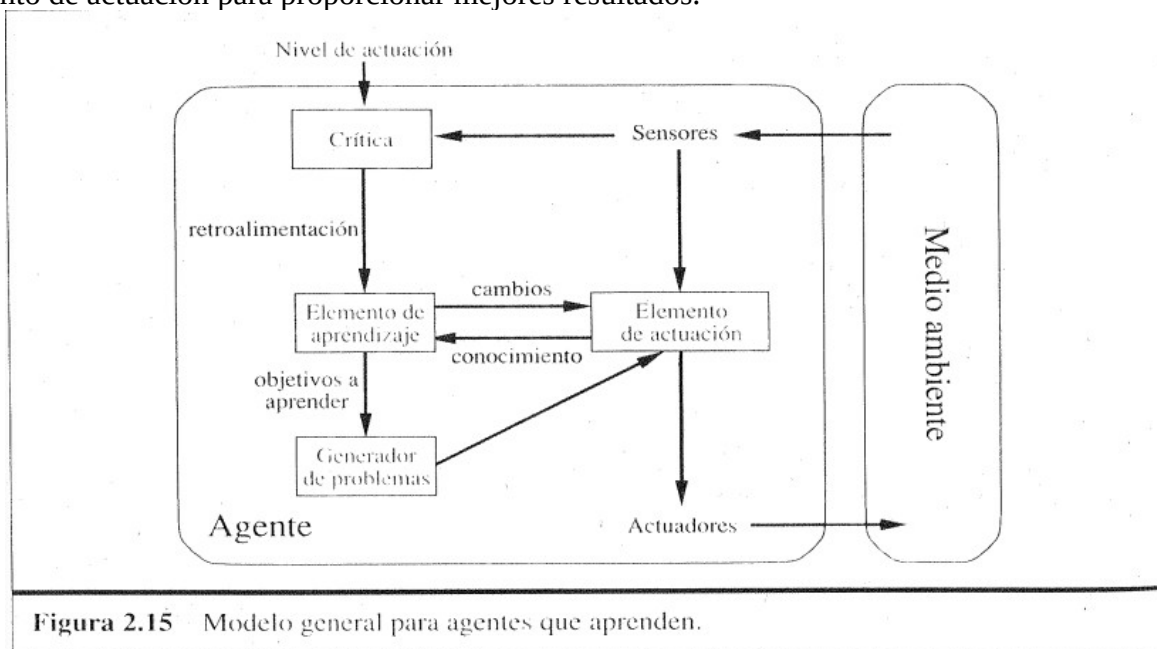 nto de actuación para proporcionar mejores resultados.
Nivel de actuación
Crítica
Sensores
retroalimentación
Medio ambiente
cambios
Elemento de
aprendizaje
Elemento
de actuación
conocimiento
objetivos a
aprender
Generador
de problemas
Agente
Actuadores
Figura 2.15 Modelo general para agentes que aprenden.